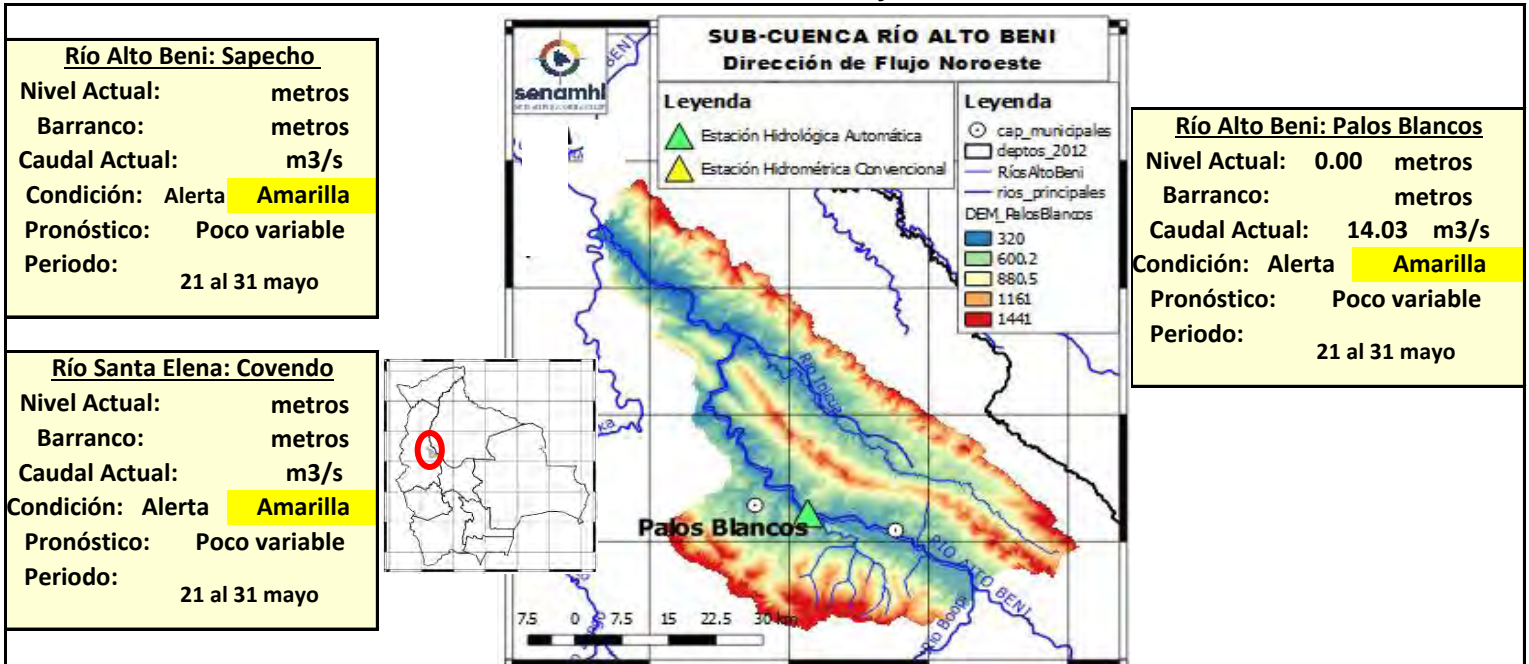 Río Alto Beni: Sapecho
Nivel Actual: metros
Barranco: metros
Caudal Actual: m3/s
Condición: Alerta Amarilla
Pronóstico: Poco variable
Periodo:
21 al 31 mayo
Río Santa Elena: Covendo
Nivel Actual: metros
Barranco: metros
Caudal Actual: m3/s
Condición: Alerta Amarilla
Pronóstico: Poco variable
Periodo:
21 al 31 mayo
senamhi
SUB-CUENCA RÍO ALTO BENI
Dirección de Flujo Noroeste
Leyenda
Estación Hidrológica Automática
Estación Hidrométrica Convencional
Leyenda
cap_municipales
deptos_2012
RíosAltoBeni
rios_principales
DEM_PalosBlancos
320
600.2
880.5
1161
1441
BENI
Río Inicua
Palos Blancos
RÍO ALTO BENI
Río Boopi
7.5 0 7.5 15 22.5 30 km
Río Alto Beni: Palos Blancos
Nivel Actual: 0.00 metros
Barranco: metros
Caudal Actual: 14.03 m3/s
Condición: Alerta Amarilla
Pronóstico: Poco variable
Periodo:
21 al 31 mayo